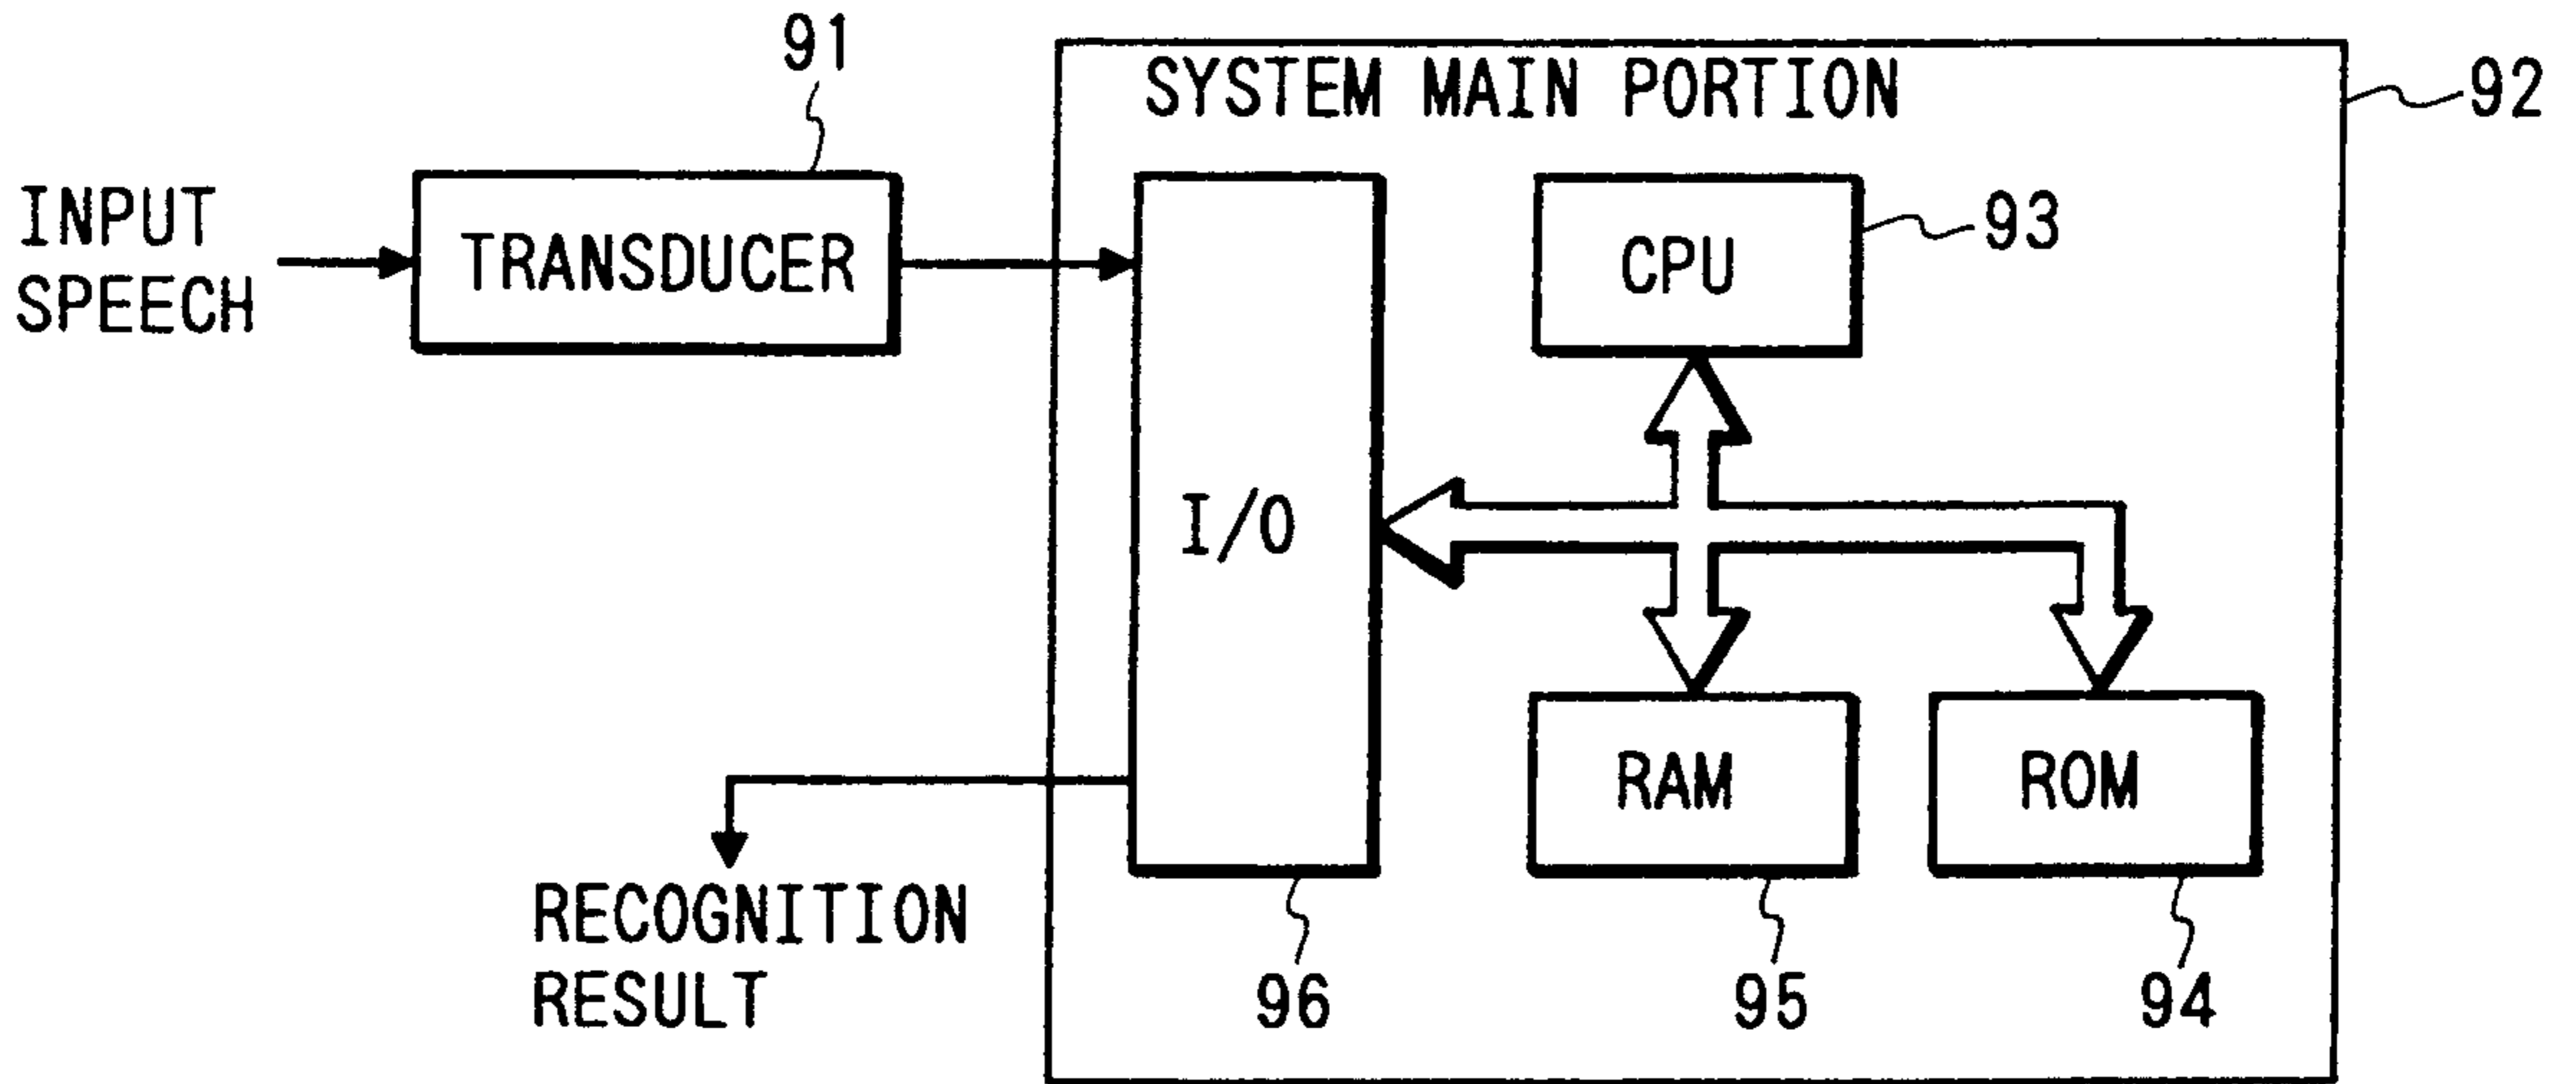 91
SYSTEM MAIN PORTION
92
INPUT
SPEECH
TRANSDUCER
CPU
93
I/O
RAM
ROM
RECOGNITION
RESULT
96
95
94